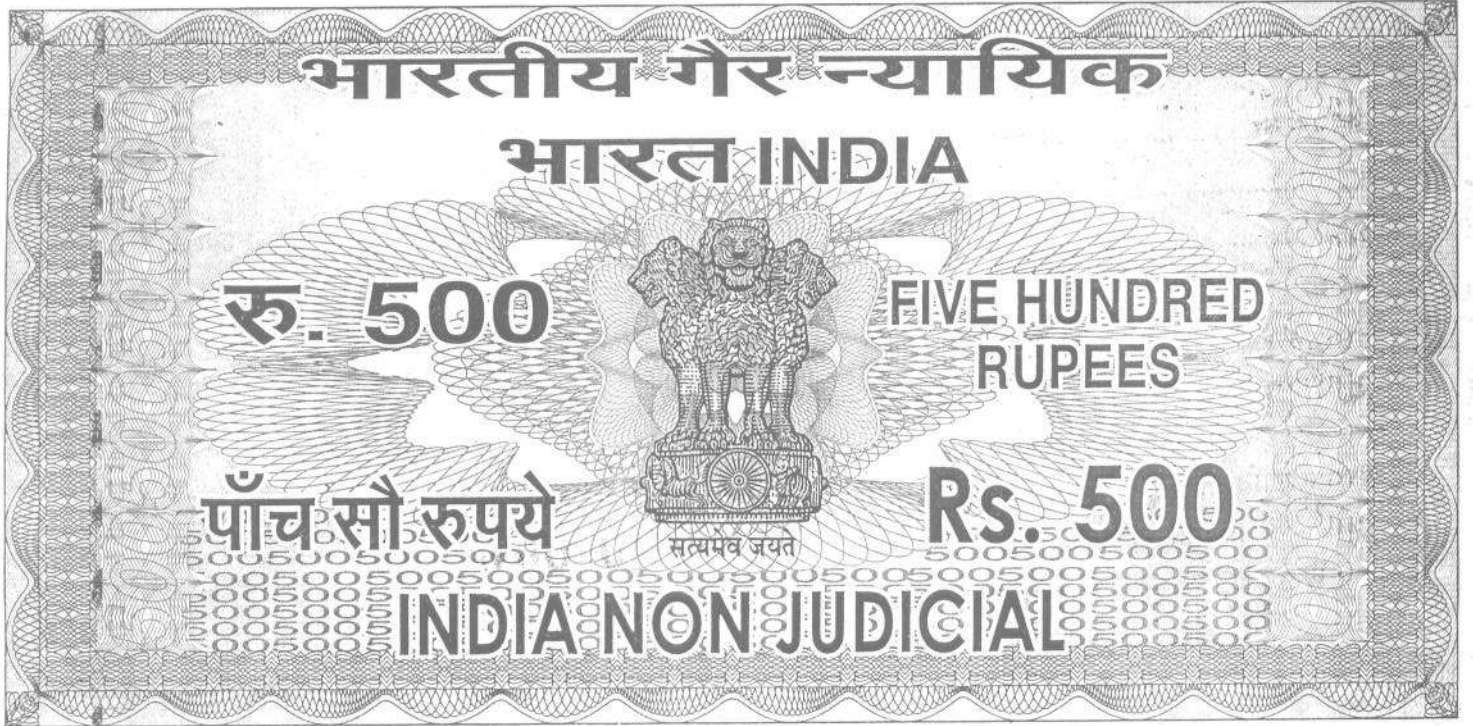 भारतीय गैर न्यायिक
भारत INDIA
रु. 500
FIVE HUNDRED
RUPEES
पाँच सौ रुपये
Rs. 500
सत्यमेव जयते
INDIA NON JUDICIAL